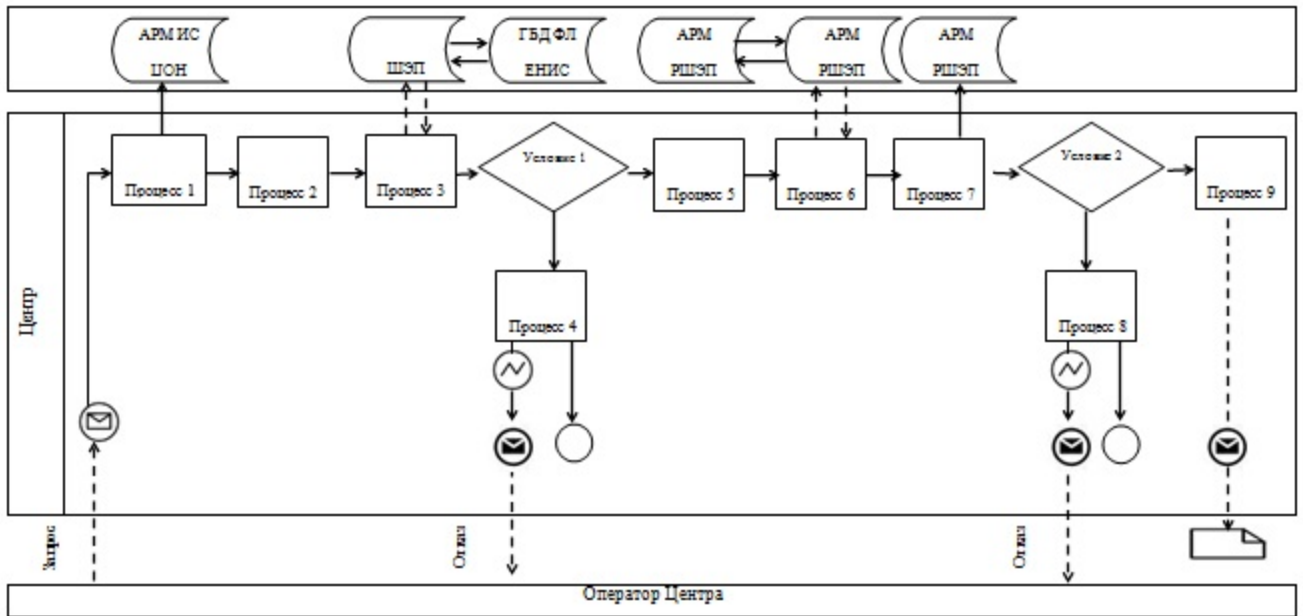 АРМ ИС
ЦОН
ШЭП
ГБД ФЛ
ЕНИС
АРМ
РШЭП
АРМ
РШЭП
АРМ
РШЭП
Центр
Процесс 1
Процесс 2
Процесс 3
Условие 1
Процесс 5
Процесс 6
Процесс 7
Условие 2
Процесс 9
Процесс 4
Процесс 8
Запрос
Отказ
Отказ
Оператор Центра